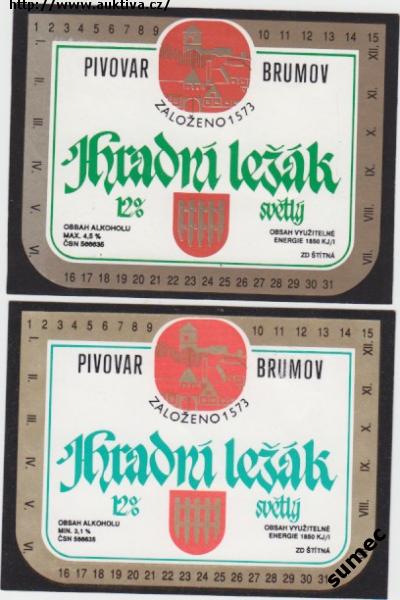 http://www.auktiva.cz/
1 2 3 4 5 6 7 8 9 10 11 12 13 14 15
I. II. III. IV. V. VI.
XII. XI. X. IX. VIII. VII.
PIVOVAR BRUMOV
ZALOŽENO 1573
Hradní ležák
12% světlý
OBSAH ALKOHOLU
MAX. 4,5 %
ČSN 566635
OBSAH VYUŽITELNÉ
ENERGIE 1850 KJ/l
ZD ŠTÍTNÁ
16 17 18 19 20 21 22 23 24 25 26 27 28 29 30 31
1 2 3 4 5 6 7 8 9 10 11 12 13 14 15
I. II. III. IV. V. VI.
XII. XI. X. IX. VIII.
PIVOVAR BRUMOV
ZALOŽENO 1573
Hradní ležák
12% světlý
OBSAH ALKOHOLU
MIN. 3,1 %
ČSN 566635
OBSAH VYUŽITELNÉ
ENERGIE 1850 KJ/l
ZD ŠTÍTNÁ
16 17 18 19 20 21 22 23 24 25 26 27 28 29 30 31
sumec